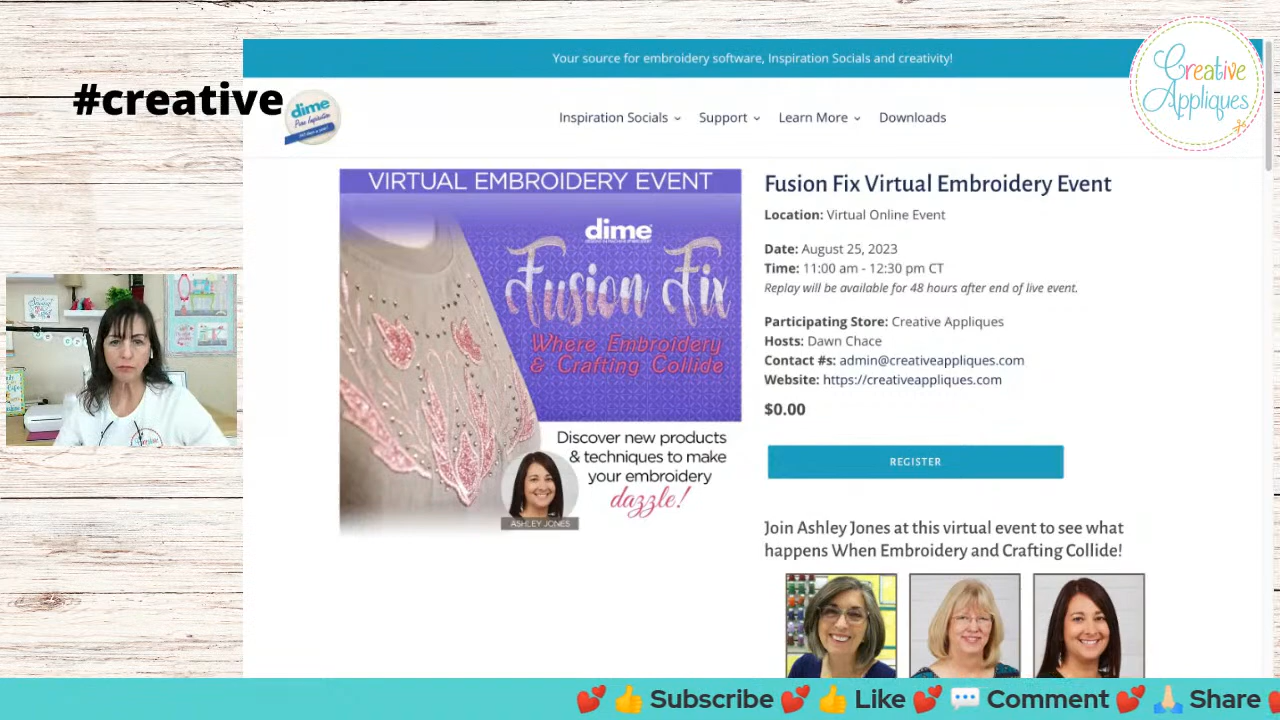 Your source for embroidery software, Inspiration Socials and creativity!
#creative
dime
Inspiration Socials
Support
Learn More
Downloads
Creative
Appliques
VIRTUAL EMBROIDERY EVENT
dime
Fusion Fix
Where Embroidery
& Crafting Collide
Discover new products
& techniques to make
your embroidery
dazzle!
ASHLEY JONES
Fusion Fix Virtual Embroidery Event
Location: Virtual Online Event
Date: August 25, 2023
Time: 11:00 am - 12:30 pm CT
Replay will be available for 48 hours after end of live event.
Participating Store: Creative Appliques
Hosts: Dawn Chace
Contact #s: admin@creativeappliques.com
Website: https://creativeappliques.com
$0.00
REGISTER
Join Ashley Jones at this virtual event to see what
happens When Embroidery and Crafting Collide!
💕 👍 Subscribe 💕 👍 Like 💕 💬 Comment 💕 🙏🏻 Share